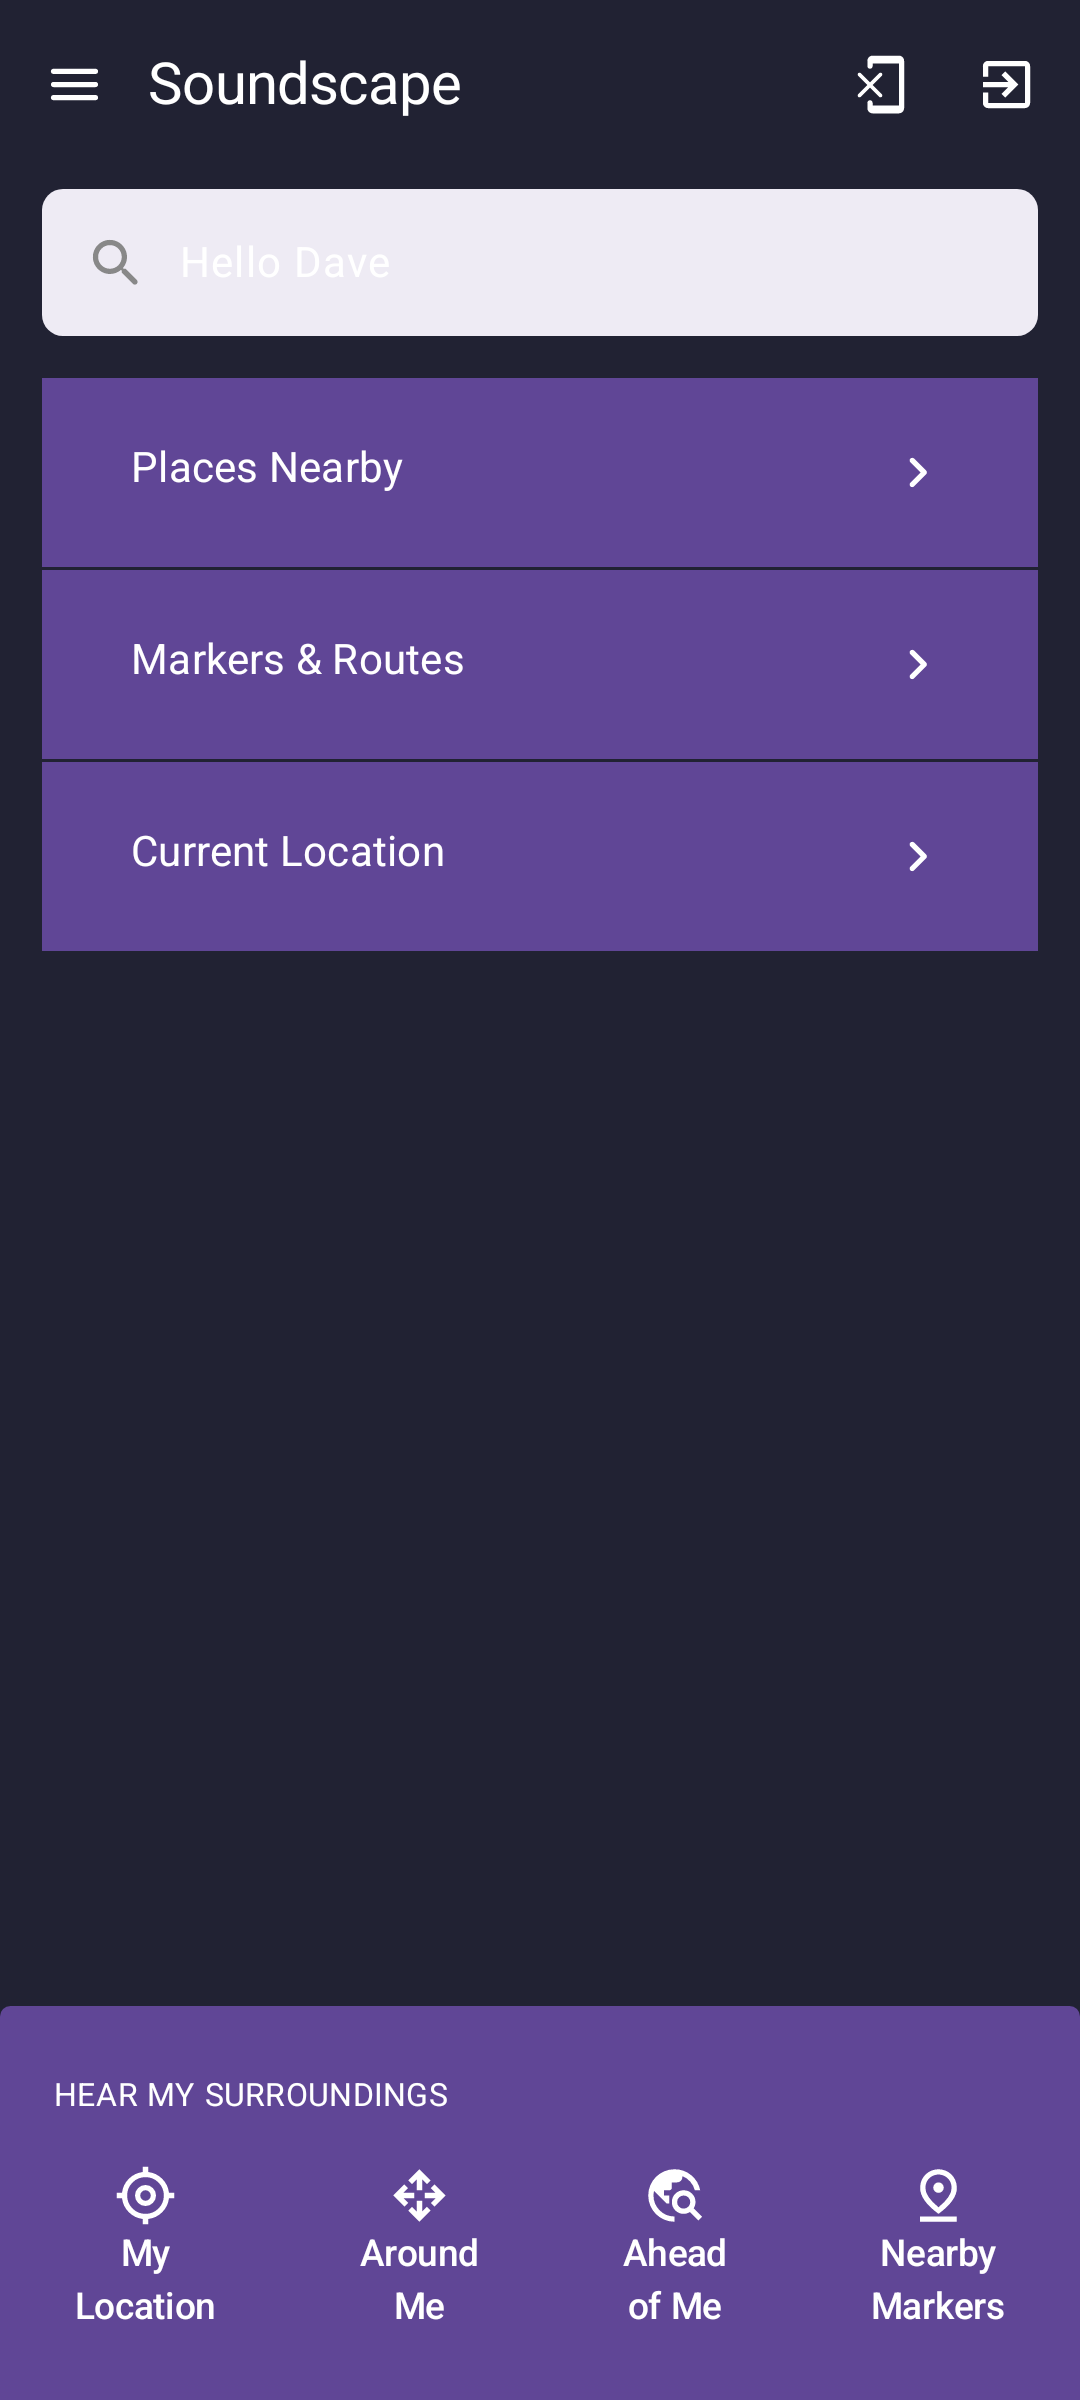 Soundscape
Hello Dave
Places Nearby
Markers & Routes
Current Location
HEAR MY SURROUNDINGS
My
Location
Around
Me
Ahead
of Me
Nearby
Markers